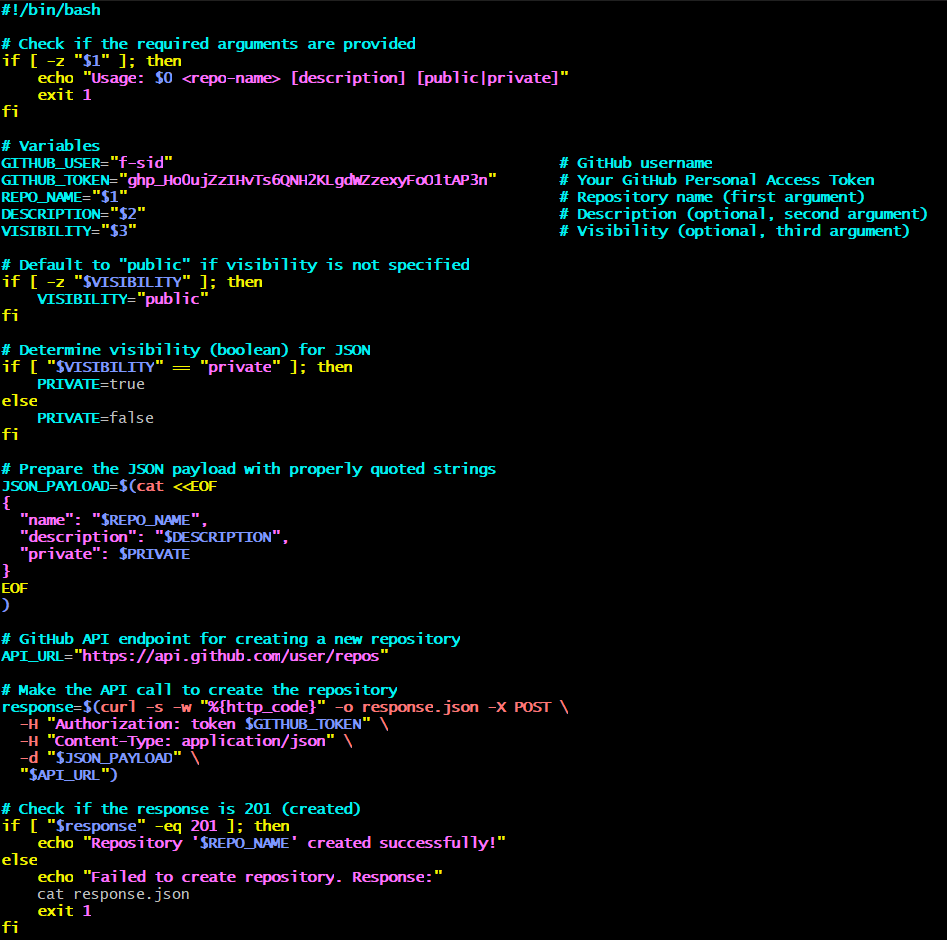 #!/bin/bash
# Check if the required arguments are provided
if [ -z "$1" ]; then
    echo "Usage: $0 <repo-name> [description] [public|private]"
    exit 1
fi
# Variables
GITHUB_USER="f-sid" # GitHub username
GITHUB_TOKEN="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" # Your GitHub Personal Access Token
REPO_NAME="$1" # Repository name (first argument)
DESCRIPTION="$2" # Description (optional, second argument)
VISIBILITY="$3" # Visibility (optional, third argument)
# Default to "public" if visibility is not specified
if [ -z "$VISIBILITY" ]; then
    VISIBILITY="public"
fi
# Determine visibility (boolean) for JSON
if [ "$VISIBILITY" == "private" ]; then
    PRIVATE=true
else
    PRIVATE=false
fi
# Prepare the JSON payload with properly quoted strings
JSON_PAYLOAD=$(cat <<EOF
{
  "name": "$REPO_NAME",
  "description": "$DESCRIPTION",
  "private": $PRIVATE
}
EOF
)
# GitHub API endpoint for creating a new repository
API_URL="https://api.github.com/user/repos"
# Make the API call to create the repository
response=$(curl -s -w "%{http_code}" -o response.json -X POST \
  -H "Authorization: token $GITHUB_TOKEN" \
  -H "Content-Type: application/json" \
  -d "$JSON_PAYLOAD" \
  "$API_URL")
# Check if the response is 201 (created)
if [ "$response" -eq 201 ]; then
    echo "Repository '$REPO_NAME' created successfully!"
else
    echo "Failed to create repository. Response:"
    cat response.json
    exit 1
fi